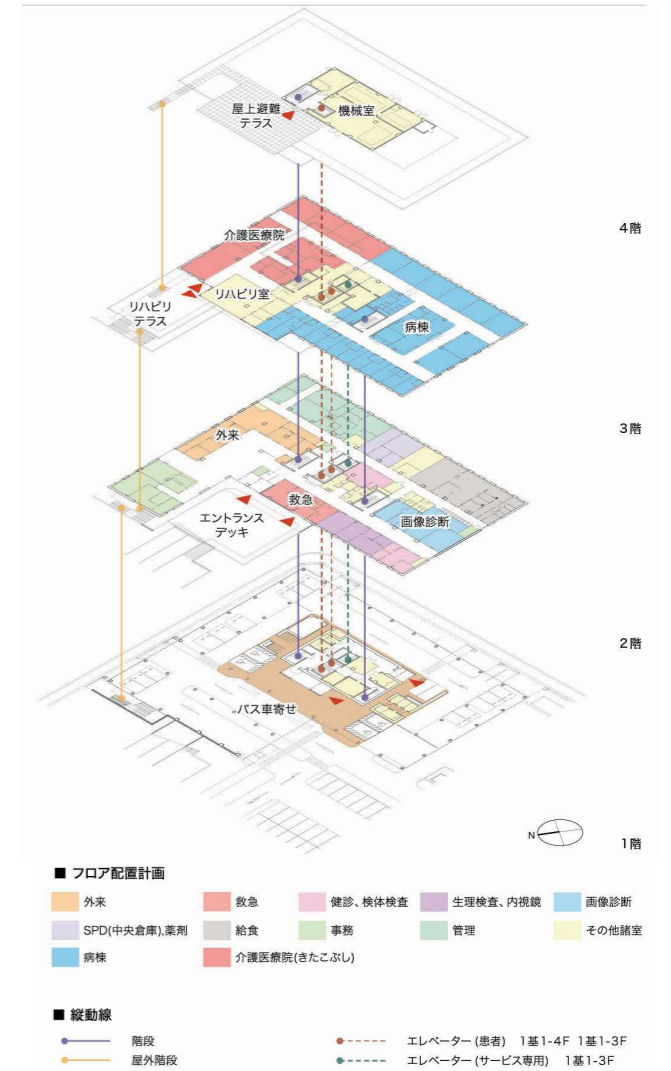 屋上避難
テラス
機械室
4階
介護医療院
リハビリ室
リハビリ
テラス
病棟
3階
外来
救急
エントランス
デッキ
画像診断
2階
バス車寄せ
N
1階
■ フロア配置計画
外来 救急 健診、検体検査 生理検査、内視鏡 画像診断
SPD(中央倉庫),薬剤 給食 事務 管理 その他諸室
病棟 介護医療院(きたこぶし)
■ 縦動線
階段 エレベーター (患者) 1基1-4F 1基1-3F
屋外階段 エレベーター (サービス専用) 1基1-3F